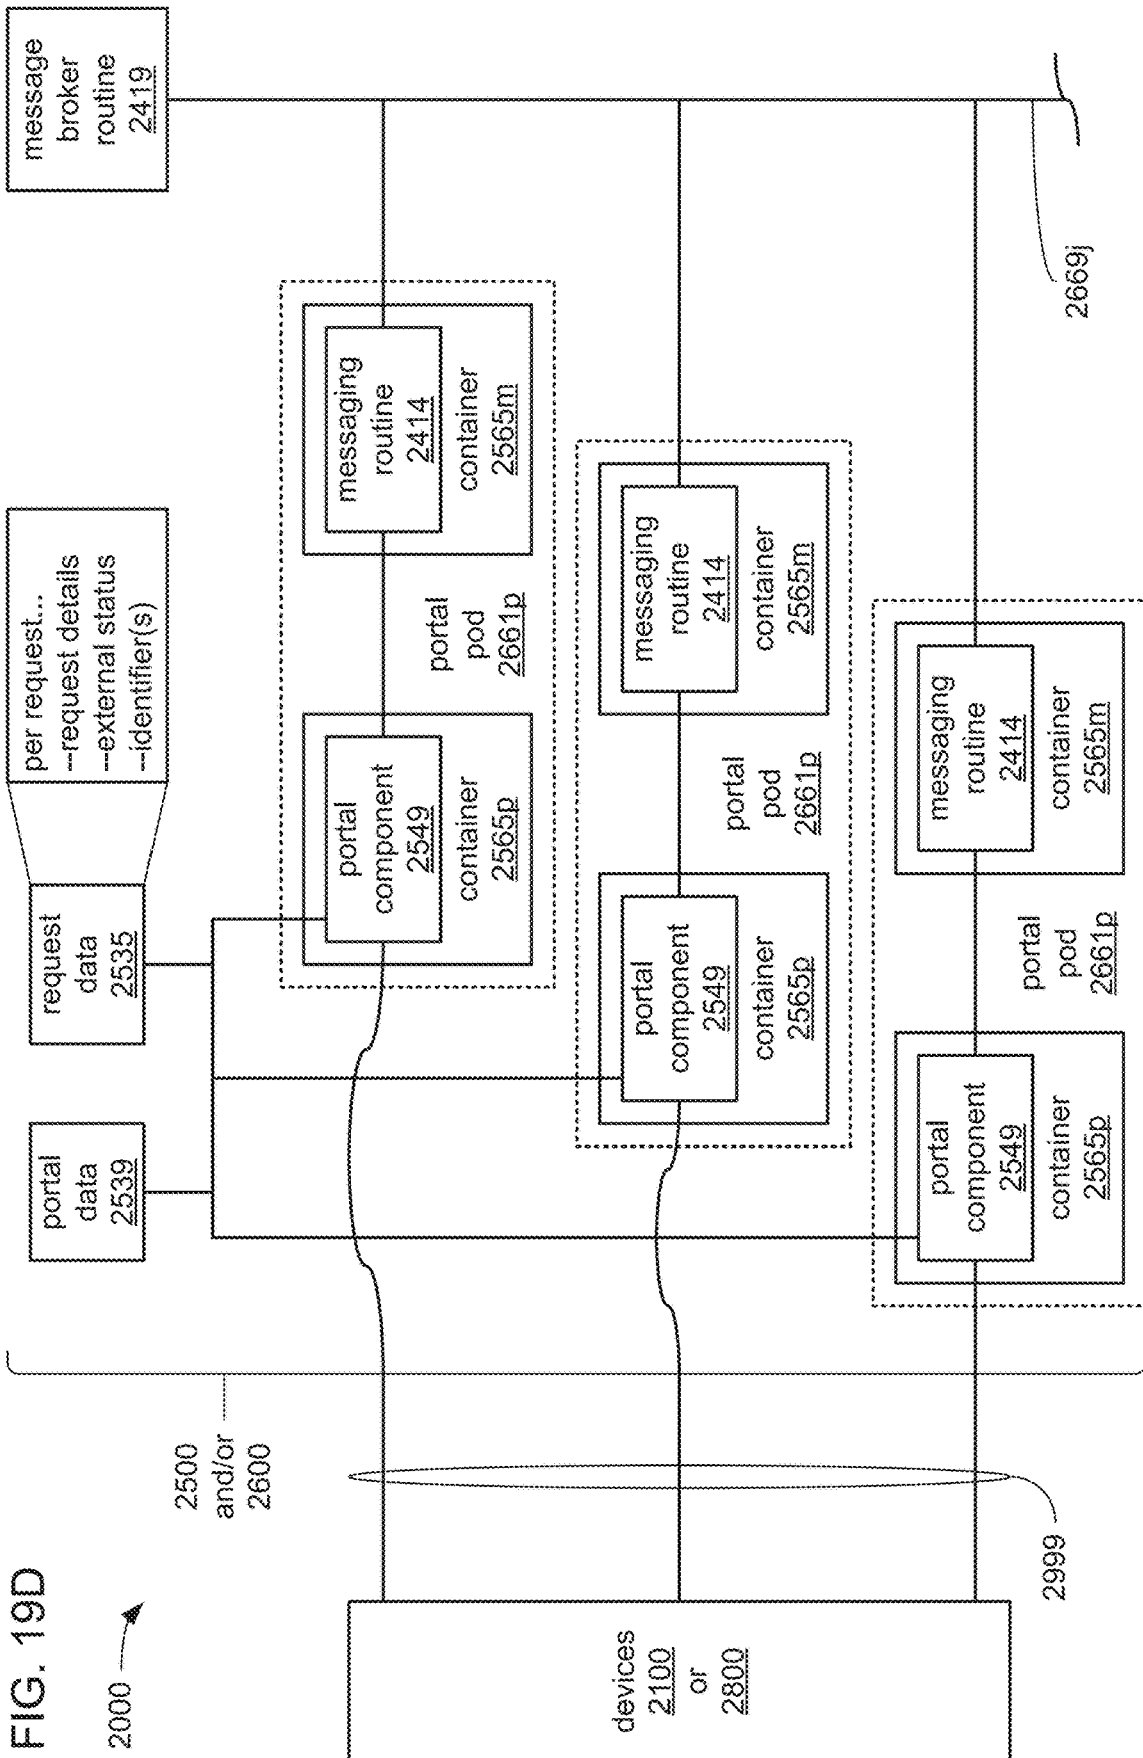 FIG. 19D
2000
devices
2100
or
2800
2999
2500
and/or
2600
portal
data
2539
request
data
2535
per request...
--request details
--external status
--identifier(s)
message
broker
routine
2419
portal
component
2549
container
2565p
portal
pod
2661p
messaging
routine
2414
container
2565m
portal
component
2549
container
2565p
portal
pod
2661p
messaging
routine
2414
container
2565m
portal
component
2549
container
2565p
portal
pod
2661p
messaging
routine
2414
container
2565m
2669j